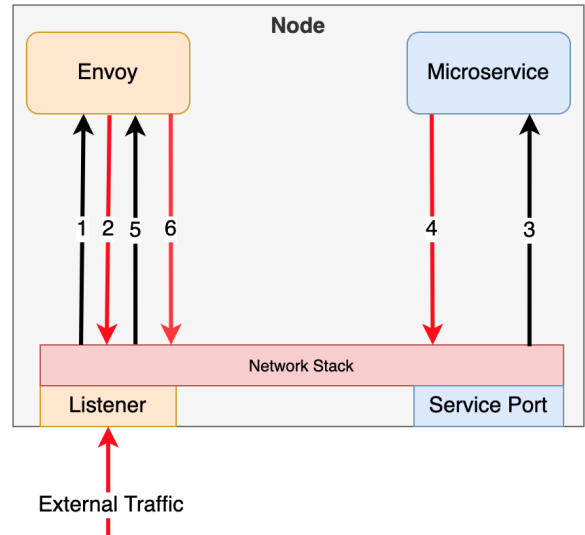 Node
Envoy
Microservice
1
2
5
6
4
3
Network Stack
Listener
Service Port
External Traffic